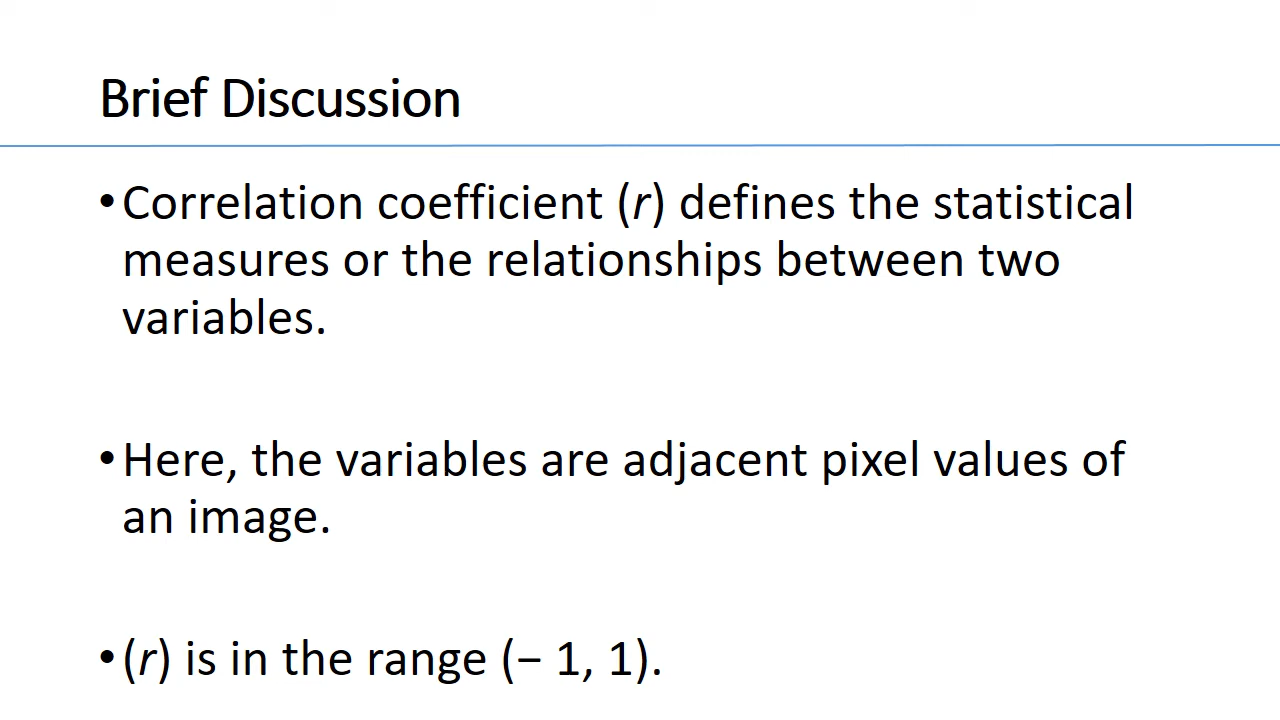 Brief Discussion
•Correlation coefficient (r) defines the statistical
measures or the relationships between two
variables.
•Here, the variables are adjacent pixel values of
an image.
•(r) is in the range (− 1, 1).